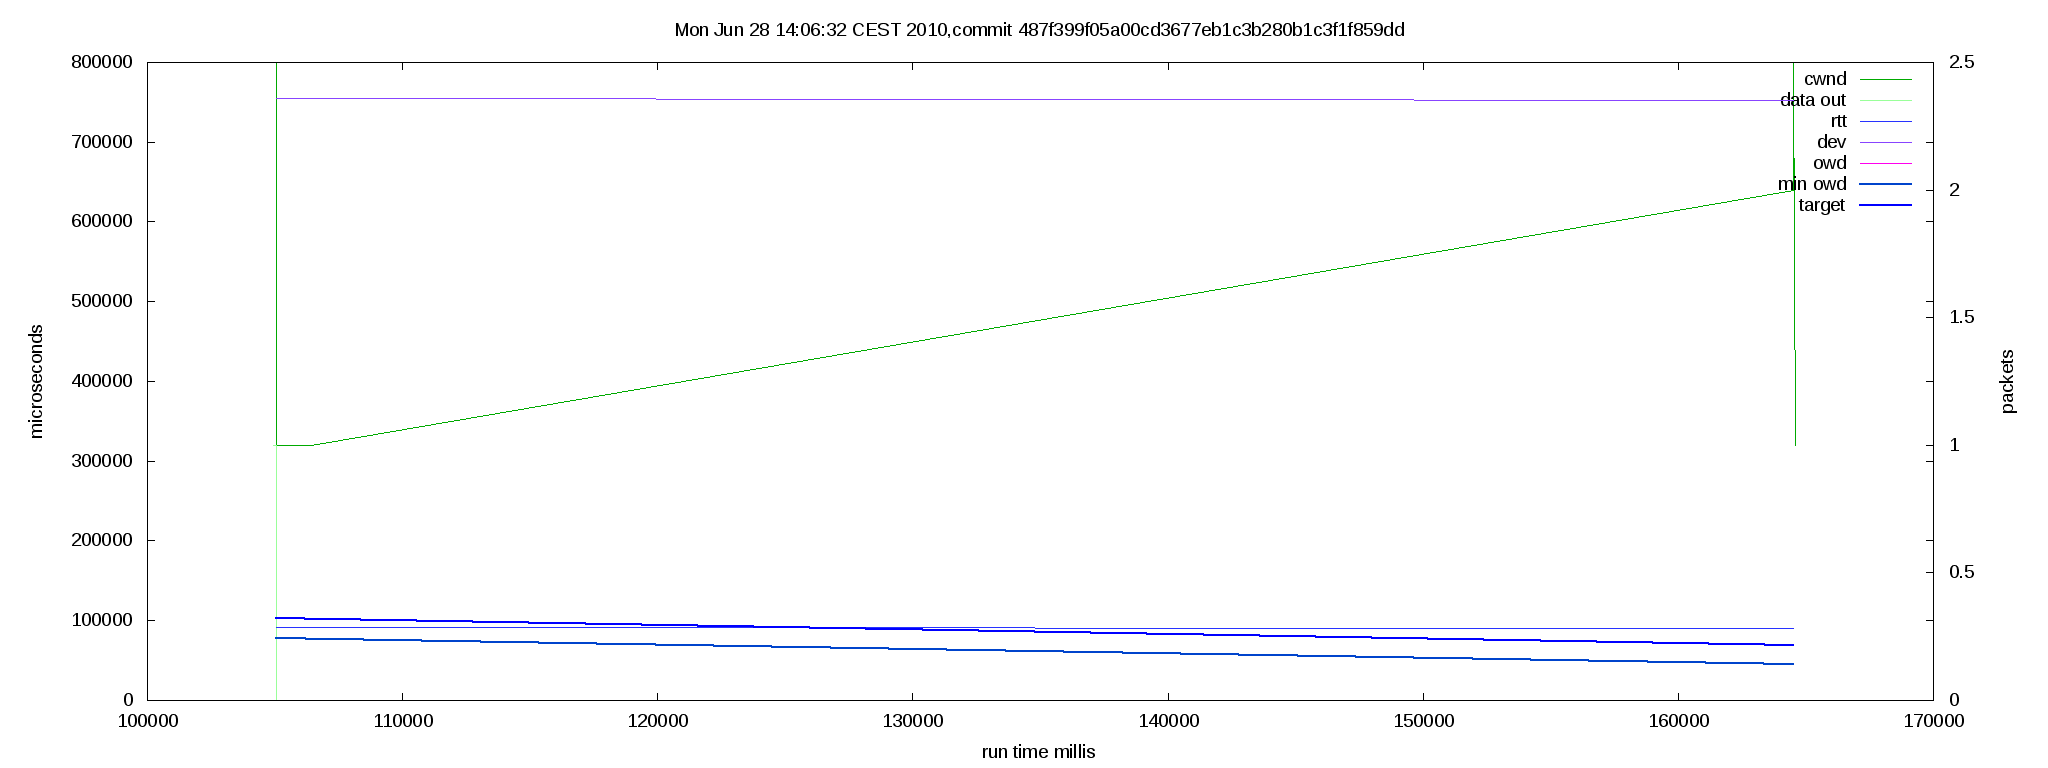 Mon Jun 28 14:06:32 CEST 2010,commit 487f399f05a00cd3677eb1c3b280b1c3f1f859dd
800000
700000
600000
500000
400000
300000
200000
100000
0
microseconds
2.5
2
1.5
1
0.5
0
packets
cwnd
data out
rtt
dev
owd
min owd
target
100000 110000 120000 130000 140000 150000 160000 170000
run time millis